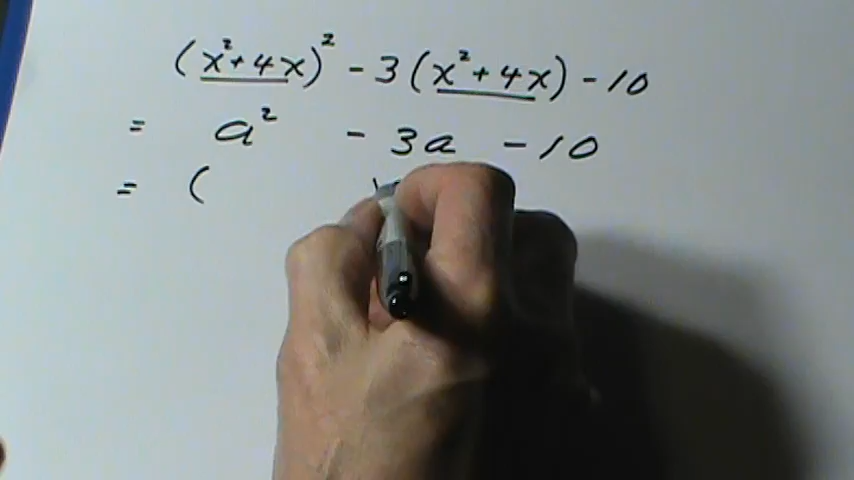 (x²+4x)² - 3(x²+4x) - 10
= a² - 3a - 10
= (